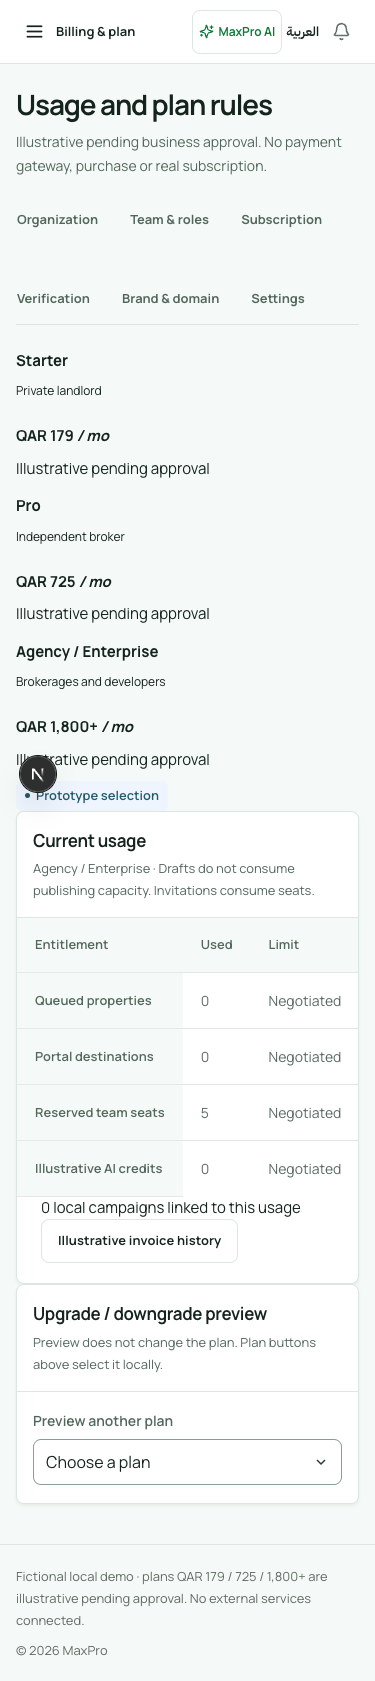 Billing & plan
MaxPro AI
العربية
Usage and plan rules
Illustrative pending business approval. No payment
gateway, purchase or real subscription.
Organization Team & roles Subscription
Verification Brand & domain Settings
Starter
Private landlord
QAR 179 / mo
Illustrative pending approval
Pro
Independent broker
QAR 725 / mo
Illustrative pending approval
Agency / Enterprise
Brokerages and developers
QAR 1,800+ / mo
Illustrative pending approval
N
Prototype selection
Current usage
Agency / Enterprise · Drafts do not consume
publishing capacity. Invitations consume seats.
Entitlement Used Limit
Queued properties 0 Negotiated
Portal destinations 0 Negotiated
Reserved team seats 5 Negotiated
Illustrative AI credits 0 Negotiated
0 local campaigns linked to this usage
Illustrative invoice history
Upgrade / downgrade preview
Preview does not change the plan. Plan buttons
above select it locally.
Preview another plan
Choose a plan
Fictional local demo · plans QAR 179 / 725 / 1,800+ are
illustrative pending approval. No external services
connected.
© 2026 MaxPro